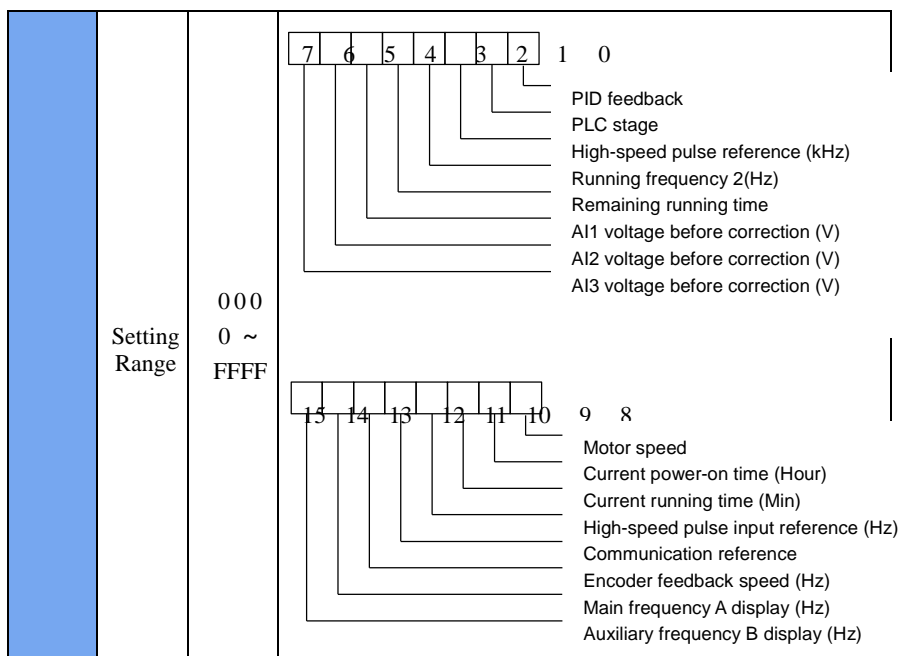 7 6 5 4 3 2 1 0
PID feedback
PLC stage
High-speed pulse reference (kHz)
Running frequency 2(Hz)
Remaining running time
AI1 voltage before correction (V)
AI2 voltage before correction (V)
AI3 voltage before correction (V)
Setting
Range
000
0 ~
FFFF
15 14 13 12 11 10 9 8
Motor speed
Current power-on time (Hour)
Current running time (Min)
High-speed pulse input reference (Hz)
Communication reference
Encoder feedback speed (Hz)
Main frequency A display (Hz)
Auxiliary frequency B display (Hz)